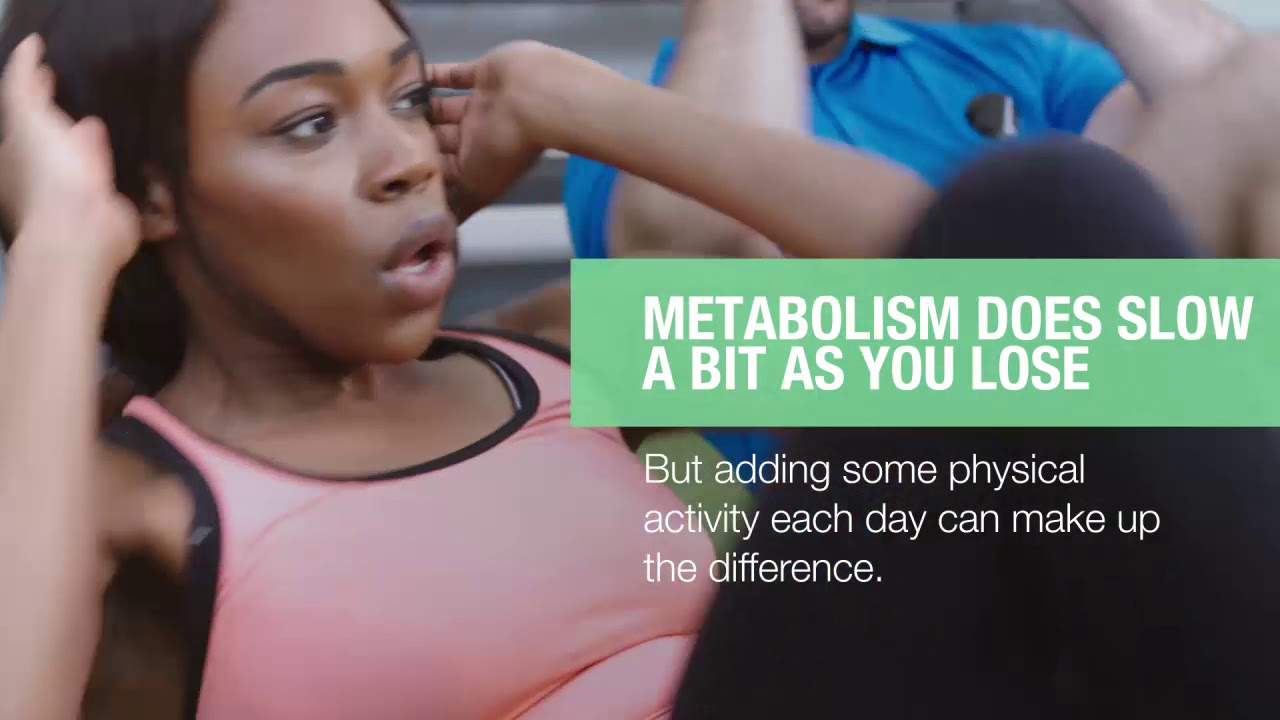 METABOLISM DOES SLOW
A BIT AS YOU LOSE
But adding some physical
activity each day can make up
the difference.